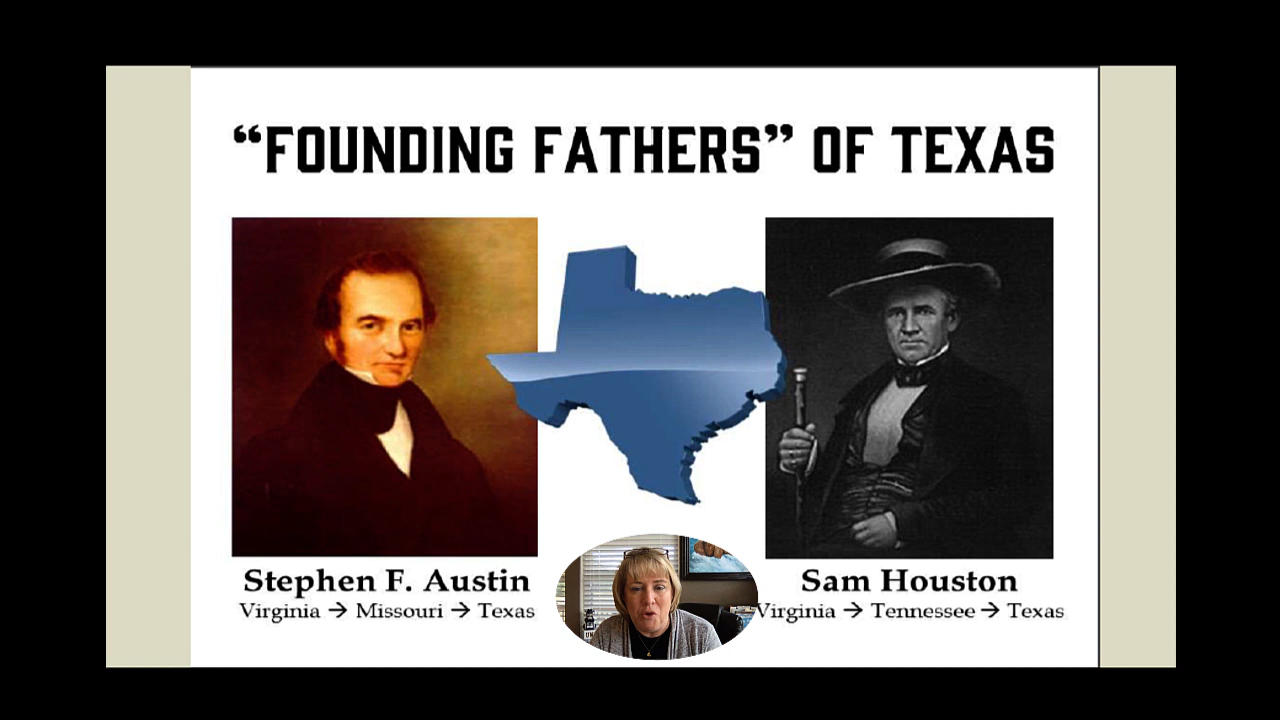 “FOUNDING FATHERS” OF TEXAS
Stephen F. Austin
Virginia → Missouri → Texas
Sam Houston
Virginia → Tennessee → Texas